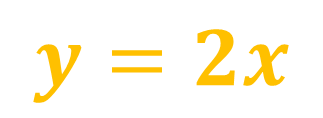 y = 2x